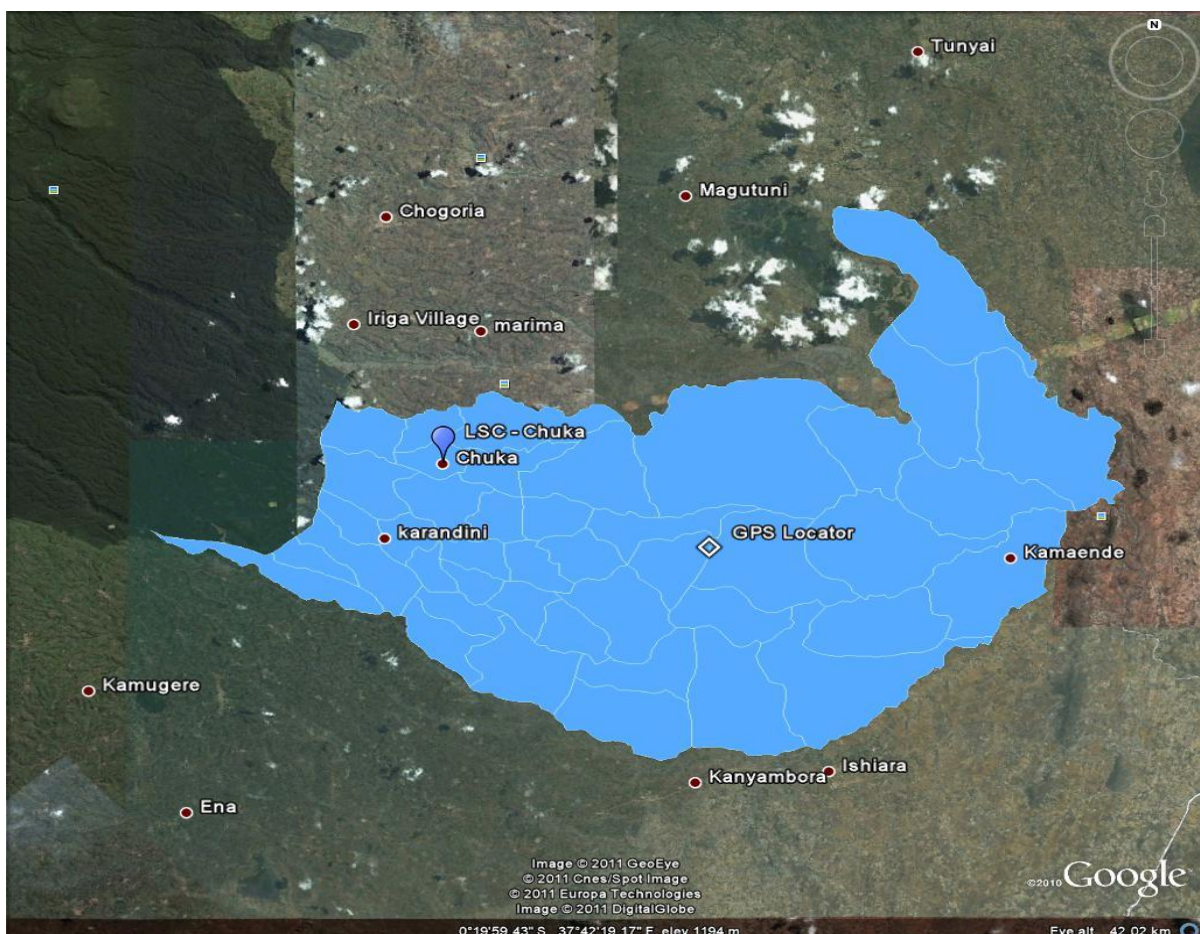 N
Tunyai
Magutuni
Chogoria
Iriga Village
marima
LSC - Chuka
Chuka
karandini
GPS Locator
Kamaende
Kamugere
Ishiara
Kanyambora
Ena
Image © 2011 GeoEye
© 2011 Cnes/Spot Image
© 2011 Europa Technologies
Image © 2011 DigitalGlobe
©2010 Google
0°19'59.43" S 37°42'19.17" E elev 1194 m
Eye alt 42.02 km